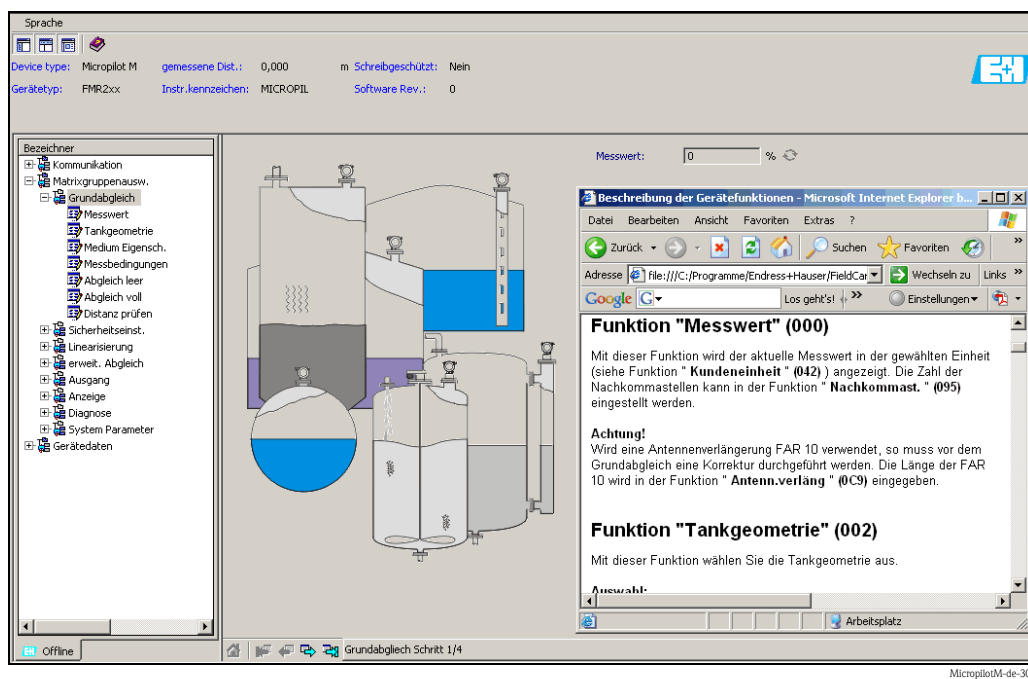 Sprache
Device type: Micropilot M gemessene Dist.: 0,000 m Schreibgeschützt: Nein
Gerätetyp: FMR2xx Instr.kennzeichen: MICROPIL Software Rev.: 0
E+H
Bezeichner
Kommunikation
Matrixgruppenausw.
Grundabgleich
Messwert
Tankgeometrie
Medium Eigensch.
Messbedingungen
Abgleich leer
Abgleich voll
Distanz prüfen
Sicherheitseinst.
Linearisierung
erweit. Abgleich
Ausgang
Anzeige
Diagnose
System Parameter
Gerätedaten
Offline
Messwert: 0 %
Beschreibung der Gerätefunktionen - Microsoft Internet Explorer b...
Datei Bearbeiten Ansicht Favoriten Extras ?
Zurück Suchen Favoriten »
Adresse file:///C:/Programme/Endress+Hauser/FieldCar Wechseln zu Links »
Google G Los geht's! » Einstellungen
Funktion "Messwert" (000)
Mit dieser Funktion wird der aktuelle Messwert in der gewählten Einheit
(siehe Funktion " Kundeneinheit " (042) ) angezeigt. Die Zahl der
Nachkommastellen kann in der Funktion " Nachkommast. " (095)
eingestellt werden.
Achtung!
Wird eine Antennenverlängerung FAR 10 verwendet, so muss vor dem
Grundabgleich eine Korrektur durchgeführt werden. Die Länge der FAR
10 wird in der Funktion " Antenn.verläng " (0C9) eingegeben.
Funktion "Tankgeometrie" (002)
Mit dieser Funktion wählen Sie die Tankgeometrie aus.
Auswahl:
Arbeitsplatz
Grundabgliech Schritt 1/4
MicropilotM-de-30